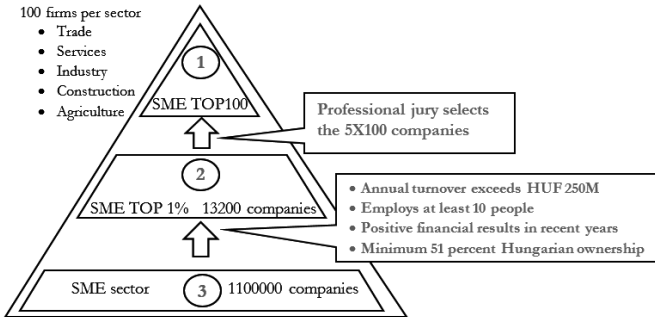 100 firms per sector
• Trade
• Services
• Industry
• Construction
• Agriculture
1
SME TOP100
Professional jury selects
the 5X100 companies
2
SME TOP 1% 13200 companies
• Annual turnover exceeds HUF 250M
• Employs at least 10 people
• Positive financial results in recent years
• Minimum 51 percent Hungarian ownership
SME sector 3 1100000 companies